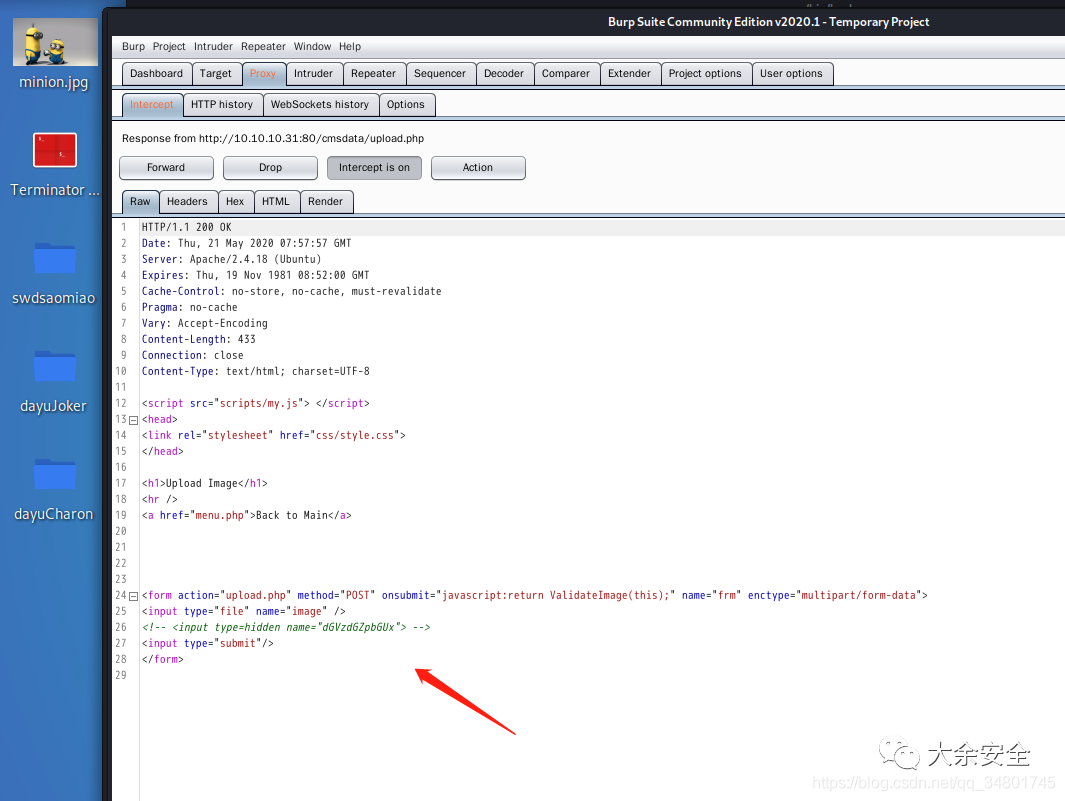 Burp Suite Community Edition v2020.1 - Temporary Project
minion.jpg
Terminator ...
swdsaomiao
dayuJoker
dayuCharon
Burp Project Intruder Repeater Window Help
Dashboard Target Proxy Intruder Repeater Sequencer Decoder Comparer Extender Project options User options
Intercept HTTP history WebSockets history Options
Response from http://10.10.10.31:80/cmsdata/upload.php
Forward Drop Intercept is on Action
Raw Headers Hex HTML Render
1 HTTP/1.1 200 OK
2 Date: Thu, 21 May 2020 07:57:57 GMT
3 Server: Apache/2.4.18 (Ubuntu)
4 Expires: Thu, 19 Nov 1981 08:52:00 GMT
5 Cache-Control: no-store, no-cache, must-revalidate
6 Pragma: no-cache
7 Vary: Accept-Encoding
8 Content-Length: 433
9 Connection: close
10 Content-Type: text/html; charset=UTF-8
11
12 <script src="scripts/my.js"> </script>
13 <head>
14 <link rel="stylesheet" href="css/style.css">
15 </head>
16
17 <h1>Upload Image</h1>
18 <hr />
19 <a href="menu.php">Back to Main</a>
20
21
22
23
24 <form action="upload.php" method="POST" onsubmit="javascript:return ValidateImage(this);" name="frm" enctype="multipart/form-data">
25 <input type="file" name="image" />
26 <!-- <input type=hidden name="dGVzdGZpbGUx"> -->
27 <input type="submit"/>
28 </form>
29
大余安全
https://blog.csdn.net/qq_34801745